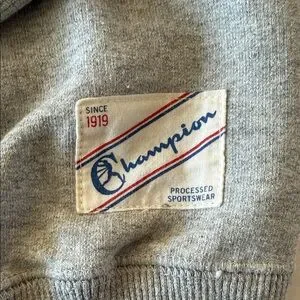 SINCE
1919
Champion
PROCESSED
SPORTSWEAR